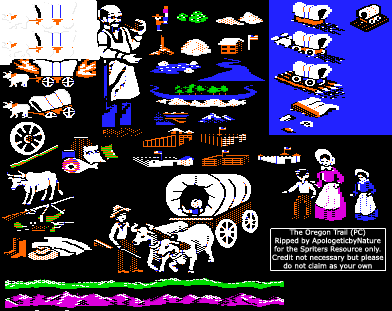 The Oregon Trail (PC)
Ripped by ApologeticbyNature
for the Spriters Resource only.
Credit not necessary but please
do not claim as your own